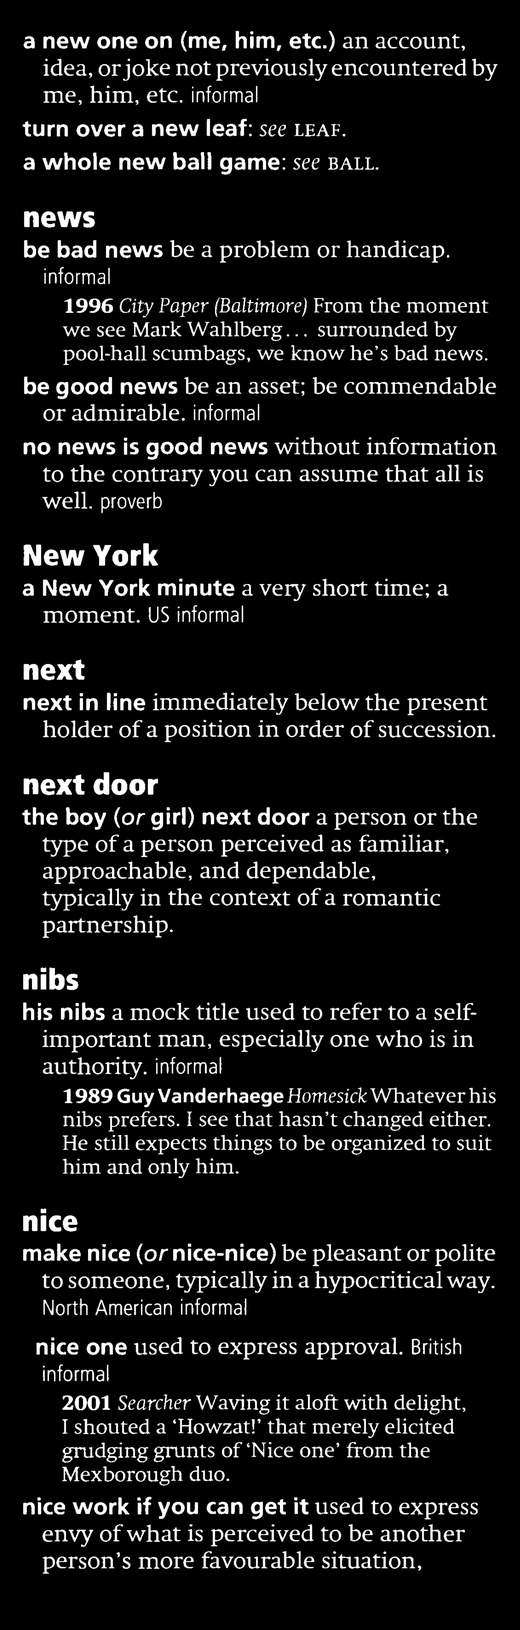 a new one on (me, him, etc.) an account,
idea, or joke not previously encountered by
me, him, etc. informal
turn over a new leaf: see LEAF.
a whole new ball game: see BALL.
news
be bad news be a problem or handicap.
informal
1996 City Paper (Baltimore) From the moment
we see Mark Wahlberg... surrounded by
pool-hall scumbags, we know he's bad news.
be good news be an asset; be commendable
or admirable. informal
no news is good news without information
to the contrary you can assume that all is
well. proverb
New York
a New York minute a very short time; a
moment. US informal
next
next in line immediately below the present
holder of a position in order of succession.
next door
the boy (or girl) next door a person or the
type of a person perceived as familiar,
approachable, and dependable,
typically in the context of a romantic
partnership.
nibs
his nibs a mock title used to refer to a self-
important man, especially one who is in
authority. informal
1989 Guy Vanderhaege Homesick Whatever his
nibs prefers. I see that hasn't changed either.
He still expects things to be organized to suit
him and only him.
nice
make nice (or nice-nice) be pleasant or polite
to someone, typically in a hypocritical way.
North American informal
nice one used to express approval. British
informal
2001 Searcher Waving it aloft with delight,
I shouted a 'Howzat!' that merely elicited
grudging grunts of 'Nice one' from the
Mexborough duo.
nice work if you can get it used to express
envy of what is perceived to be another
person's more favourable situation,